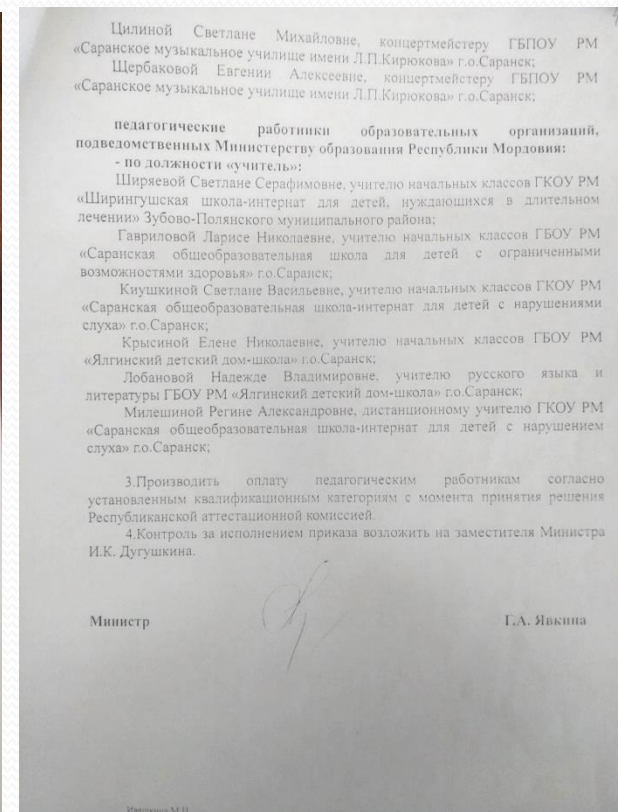 Цилиной Светлане Михайловне, концертмейстеру ГБПОУ РМ
«Саранское музыкальное училище имени Л.П.Кирюкова» г.о.Саранск;
Щербаковой Евгении Алексеевне, концертмейстеру ГБПОУ РМ
«Саранское музыкальное училище имени Л.П.Кирюкова» г.о.Саранск;
педагогические работники образовательных организаций,
подведомственных Министерству образования Республики Мордовия:
- по должности «учитель»:
Ширяевой Светлане Серафимовне, учителю начальных классов ГКОУ РМ
«Ширингушская школа-интернат для детей, нуждающихся в длительном
лечении» Зубово-Полянского муниципального района;
Гавриловой Ларисе Николаевне, учителю начальных классов ГБОУ РМ
«Саранская общеобразовательная школа для детей с ограниченными
возможностями здоровья» г.о.Саранск;
Киушкиной Светлане Васильевне, учителю начальных классов ГКОУ РМ
«Саранская общеобразовательная школа-интернат для детей с нарушениями
слуха» г.о.Саранск;
Крысиной Елене Николаевне, учителю начальных классов ГБОУ РМ
«Ялгинский детский дом-школа» г.о.Саранск;
Лобановой Надежде Владимировне, учителю русского языка и
литературы ГБОУ РМ «Ялгинский детский дом-школа» г.о.Саранск;
Милешиной Регине Александровне, дистанционному учителю ГКОУ РМ
«Саранская общеобразовательная школа-интернат для детей с нарушением
слуха» г.о.Саранск;
3.Производить оплату педагогическим работникам согласно
установленным квалификационным категориям с момента принятия решения
Республиканской аттестационной комиссией.
4.Контроль за исполнением приказа возложить на заместителя Министра
И.К. Дугушкина.
Министр Г.А. Явкина